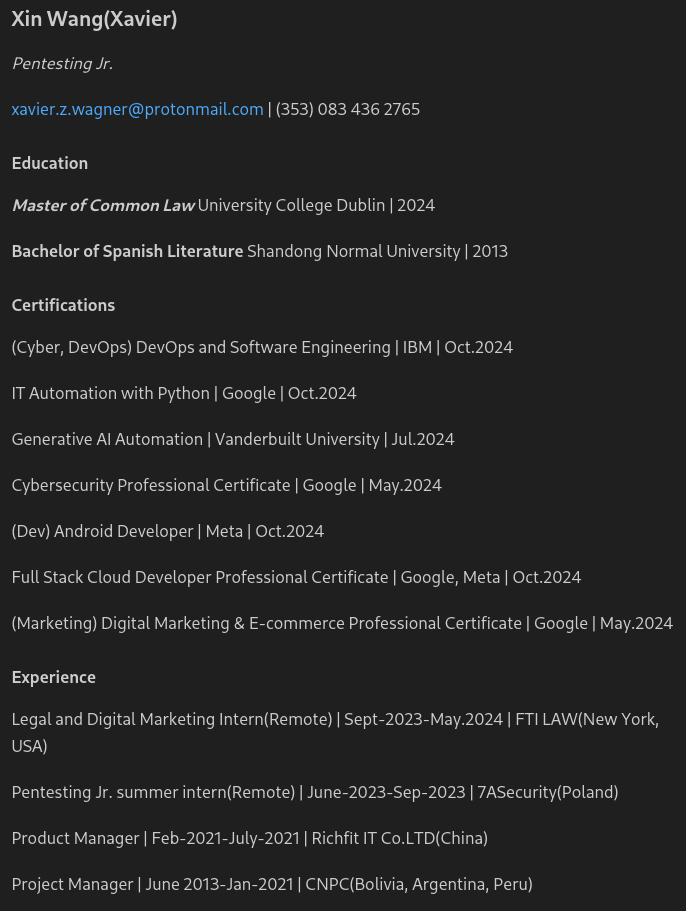 Xin Wang(Xavier)
Pentesting Jr.
xavier.z.wagner@protonmail.com | (353) 083 436 2765
Education
Master of Common Law University College Dublin | 2024
Bachelor of Spanish Literature Shandong Normal University | 2013
Certifications
(Cyber, DevOps) DevOps and Software Engineering | IBM | Oct.2024
IT Automation with Python | Google | Oct.2024
Generative AI Automation | Vanderbuilt University | Jul.2024
Cybersecurity Professional Certificate | Google | May.2024
(Dev) Android Developer | Meta | Oct.2024
Full Stack Cloud Developer Professional Certificate | Google, Meta | Oct.2024
(Marketing) Digital Marketing & E-commerce Professional Certificate | Google | May.2024
Experience
Legal and Digital Marketing Intern(Remote) | Sept-2023-May.2024 | FTI LAW(New York,
USA)
Pentesting Jr. summer intern(Remote) | June-2023-Sep-2023 | 7ASecurity(Poland)
Product Manager | Feb-2021-July-2021 | Richfit IT Co.LTD(China)
Project Manager | June 2013-Jan-2021 | CNPC(Bolivia, Argentina, Peru)